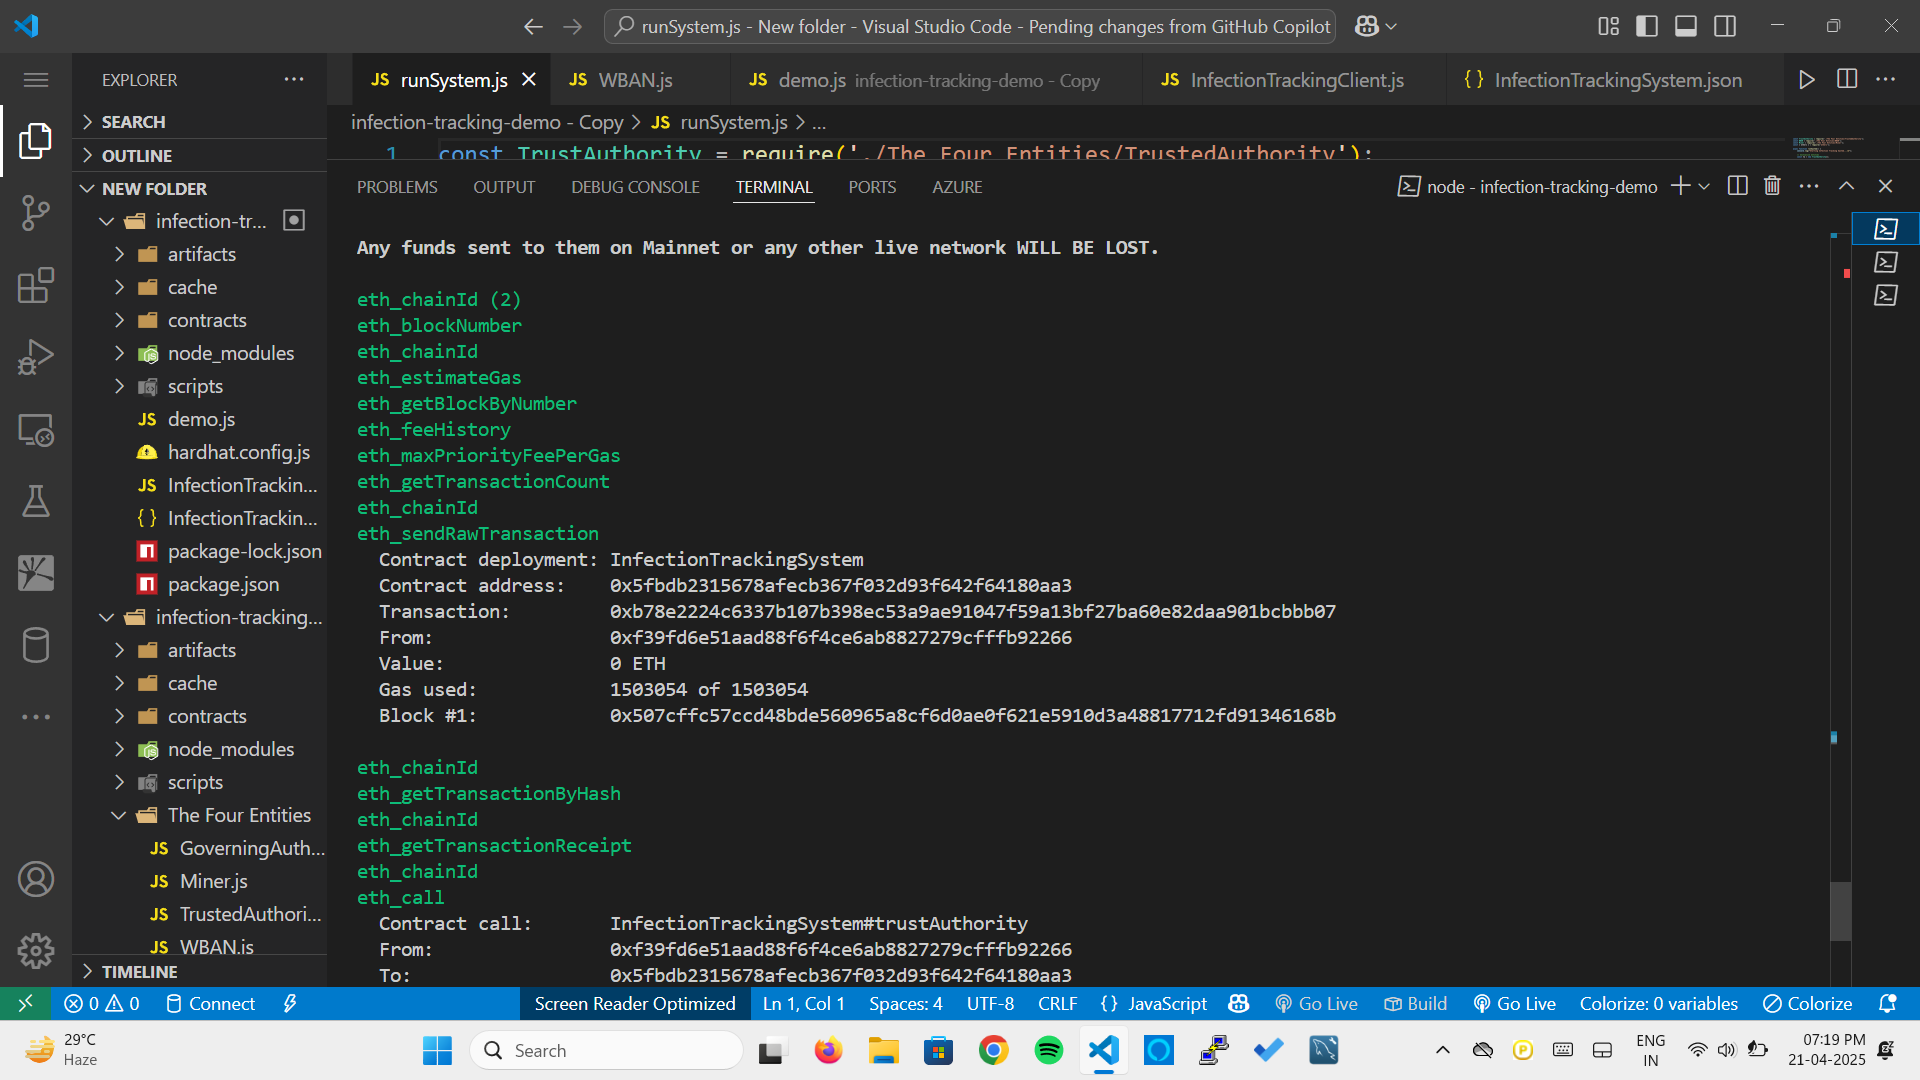 runSystem.js - New folder - Visual Studio Code - Pending changes from GitHub Copilot
EXPLORER
SEARCH
OUTLINE
NEW FOLDER
infection-tr...
artifacts
cache
contracts
node_modules
scripts
JS demo.js
hardhat.config.js
JS InfectionTrackin...
{} InfectionTrackin...
package-lock.json
package.json
infection-tracking...
artifacts
cache
contracts
node_modules
scripts
The Four Entities
JS GoverningAuth...
JS Miner.js
JS TrustedAuthori...
JS WBAN.js
TIMELINE
JS runSystem.js
JS WBAN.js
JS demo.js infection-tracking-demo - Copy
JS InfectionTrackingClient.js
{} InfectionTrackingSystem.json
infection-tracking-demo - Copy > JS runSystem.js > ...
1 const TrustAuthority = require('./The Four Entities/TrustedAuthority');
PROBLEMS OUTPUT DEBUG CONSOLE TERMINAL PORTS AZURE
node - infection-tracking-demo
Any funds sent to them on Mainnet or any other live network WILL BE LOST.
eth_chainId (2)
eth_blockNumber
eth_chainId
eth_estimateGas
eth_getBlockByNumber
eth_feeHistory
eth_maxPriorityFeePerGas
eth_getTransactionCount
eth_chainId
eth_sendRawTransaction
Contract deployment: InfectionTrackingSystem
Contract address: 0x5fbdb2315678afecb367f032d93f642f64180aa3
Transaction: 0xb78e2224c6337b107b398ec53a9ae91047f59a13bf27ba60e82daa901bcbbb07
From: 0xf39fd6e51aad88f6f4ce6ab8827279cfffb92266
Value: 0 ETH
Gas used: 1503054 of 1503054
Block #1: 0x507cffc57ccd48bde560965a8cf6d0ae0f621e5910d3a48817712fd91346168b
eth_chainId
eth_getTransactionByHash
eth_chainId
eth_getTransactionReceipt
eth_chainId
eth_call
Contract call: InfectionTrackingSystem#trustAuthority
From: 0xf39fd6e51aad88f6f4ce6ab8827279cfffb92266
To: 0x5fbdb2315678afecb367f032d93f642f64180aa3
0 0 Connect Screen Reader Optimized Ln 1, Col 1 Spaces: 4 UTF-8 CRLF {} JavaScript Go Live Build Go Live Colorize: 0 variables Colorize
29°C
Haze
Search
ENG
IN
07:19 PM
21-04-2025